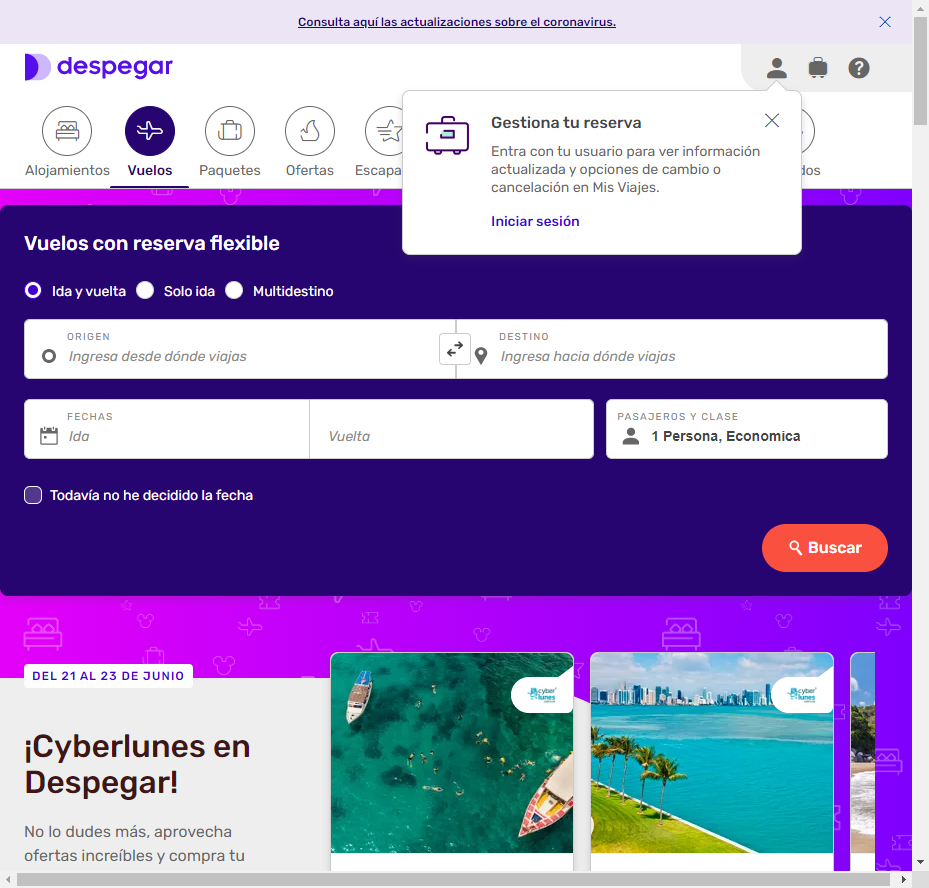 Consulta aquí las actualizaciones sobre el coronavirus.
despegar
Alojamientos
Vuelos
Paquetes
Ofertas
Escapa
dos
Gestiona tu reserva
Entra con tu usuario para ver información
actualizada y opciones de cambio o
cancelación en Mis Viajes.
Iniciar sesión
Vuelos con reserva flexible
Ida y vuelta
Solo ida
Multidestino
ORIGEN
Ingresa desde dónde viajas
DESTINO
Ingresa hacia dónde viajas
FECHAS
Ida
Vuelta
PASAJEROS Y CLASE
1 Persona, Economica
Todavía no he decidido la fecha
Buscar
DEL 21 AL 23 DE JUNIO
¡Cyberlunes en
Despegar!
No lo dudes más, aprovecha
ofertas increíbles y compra tu
cyber
lunes
cyber
lunes